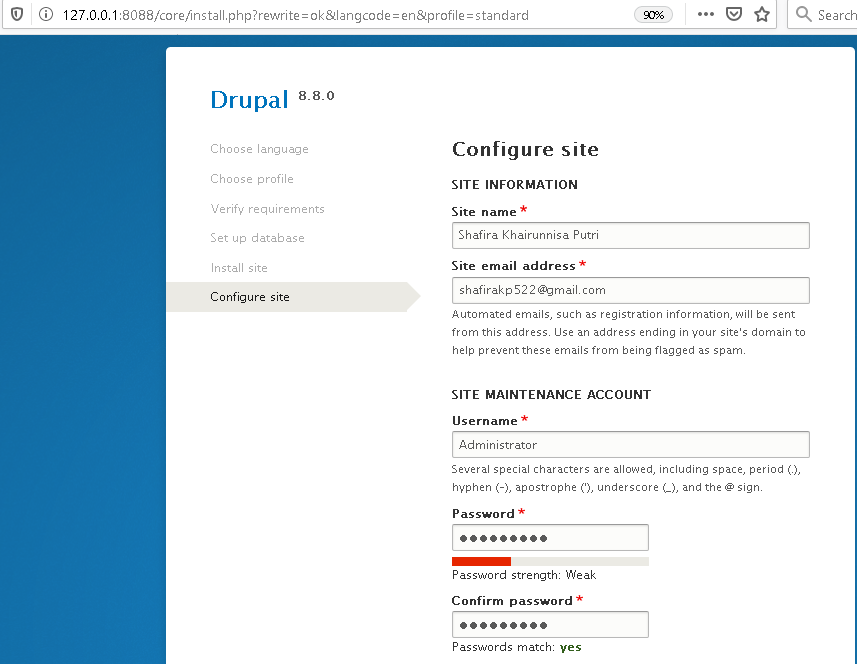 127.0.0.1:8088/core/install.php?rewrite=ok&langcode=en&profile=standard
90%
Search
Drupal 8.8.0
Choose language
Choose profile
Verify requirements
Set up database
Install site
Configure site
Configure site
SITE INFORMATION
Site name *
Shafira Khairunnisa Putri
Site email address *
shafirakp522@gmail.com
Automated emails, such as registration information, will be sent
from this address. Use an address ending in your site's domain to
help prevent these emails from being flagged as spam.
SITE MAINTENANCE ACCOUNT
Username *
Administrator
Several special characters are allowed, including space, period (.),
hyphen (-), apostrophe ('), underscore (_), and the @ sign.
Password *
●●●●●●●●●
Password strength: Weak
Confirm password *
●●●●●●●●●
Passwords match: yes